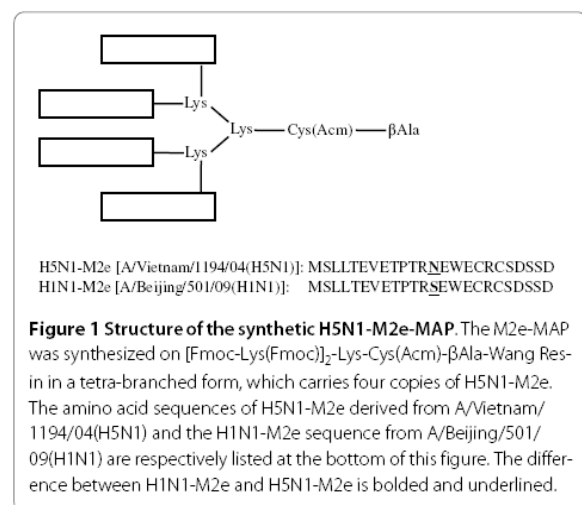 Lys
Lys Cys(Acm) βAla
Lys
H5N1-M2e [A/Vietnam/1194/04(H5N1)]: MSLLTEVETPTRNEWECRCSDSSD
H1N1-M2e [A/Beijing/501/09(H1N1)]: MSLLTEVETPTRSEWECRCSDSSD
Figure 1 Structure of the synthetic H5N1-M2e-MAP. The M2e-MAP
was synthesized on [Fmoc-Lys(Fmoc)]₂-Lys-Cys(Acm)-βAla-Wang Res-
in in a tetra-branched form, which carries four copies of H5N1-M2e.
The amino acid sequences of H5N1-M2e derived from A/Vietnam/
1194/04(H5N1) and the H1N1-M2e sequence from A/Beijing/501/
09(H1N1) are respectively listed at the bottom of this figure. The differ-
ence between H1N1-M2e and H5N1-M2e is bolded and underlined.